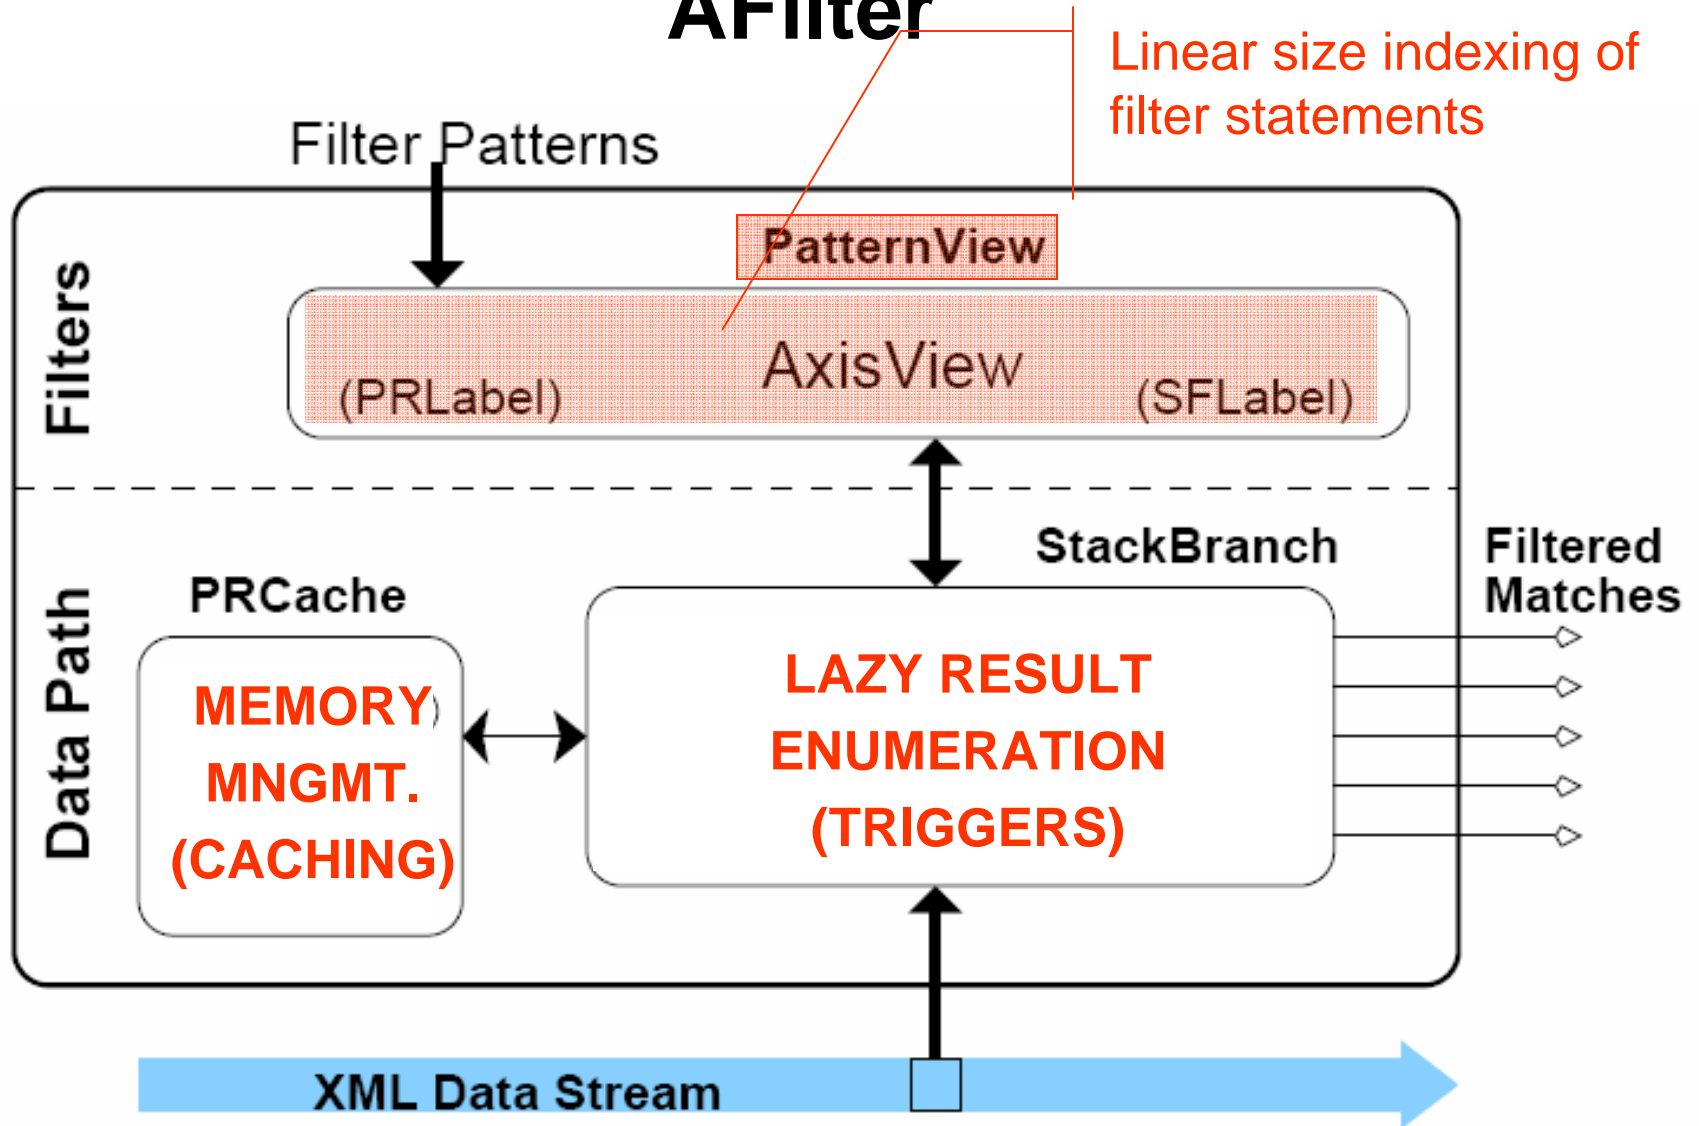 AFilter
Linear size indexing of
filter statements
Filter Patterns
PatternView
AxisView
(PRLabel)
(SFLabel)
Filters
StackBranch
Filtered
Matches
PRCache
Data Path
MEMORY)
MNGMT.
(CACHING)
LAZY RESULT
ENUMERATION
(TRIGGERS)
XML Data Stream